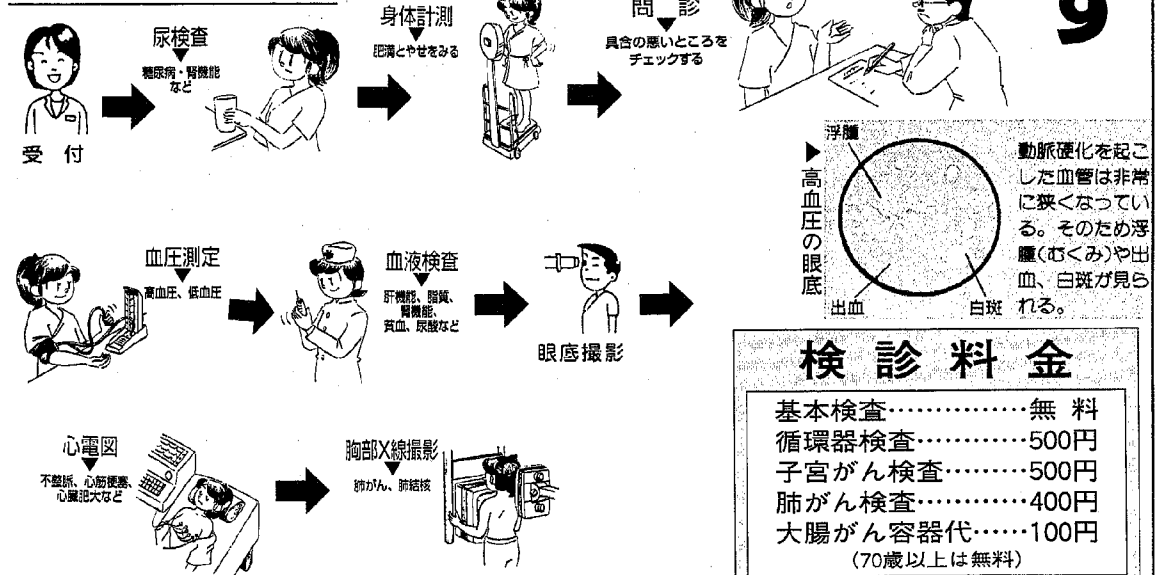 受付
尿検査
▼
糖尿病・腎機能
など
身体計測
▼
肥満とやせをみる
問診
▼
具合の悪いところを
チェックする
9
血圧測定
▼
高血圧、低血圧
血液検査
▼
肝機能、脂質、
腎機能、
貧血、尿酸など
眼底撮影
▶高血圧の眼底
浮腫
出血
白斑
動脈硬化を起こ
した血管は非常
に狭くなってい
る。そのため浮
腫(むくみ)や出
血、白斑が見ら
れる。
心電図
▼
不整脈、心筋梗塞、
心臓肥大など
胸部X線撮影
▼
肺がん、肺結核
検診料金
基本検査……………無料
循環器検査…………500円
子宮がん検査………500円
肺がん検査…………400円
大腸がん容器代……100円
(70歳以上は無料)